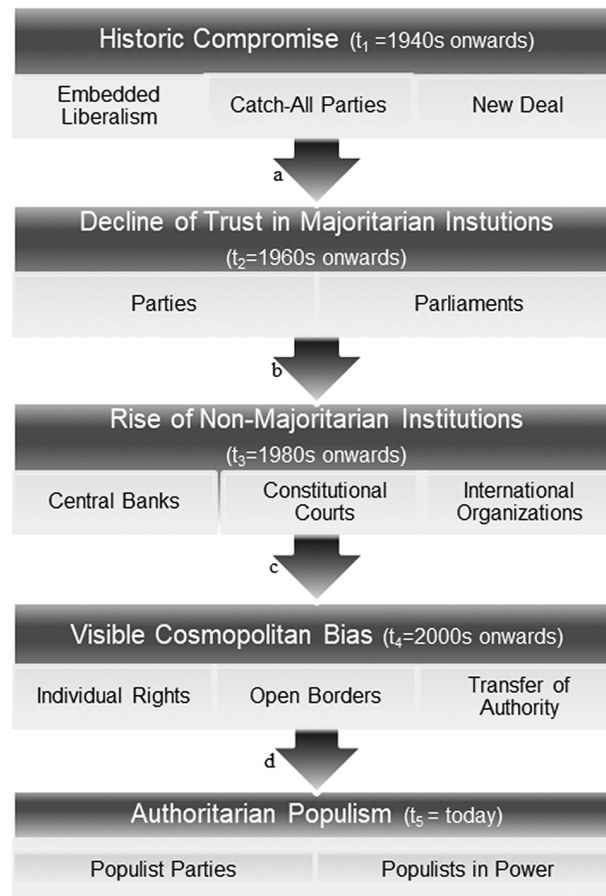 Historic Compromise (t₁ =1940s onwards)
Embedded Liberalism
Catch-All Parties
New Deal
a
Decline of Trust in Majoritarian Instutions
(t₂=1960s onwards)
Parties
Parliaments
b
Rise of Non-Majoritarian Institutions
(t₃=1980s onwards)
Central Banks
Constitutional Courts
International Organizations
c
Visible Cosmopolitan Bias (t₄=2000s onwards)
Individual Rights
Open Borders
Transfer of Authority
d
Authoritarian Populism (t₅ = today)
Populist Parties
Populists in Power